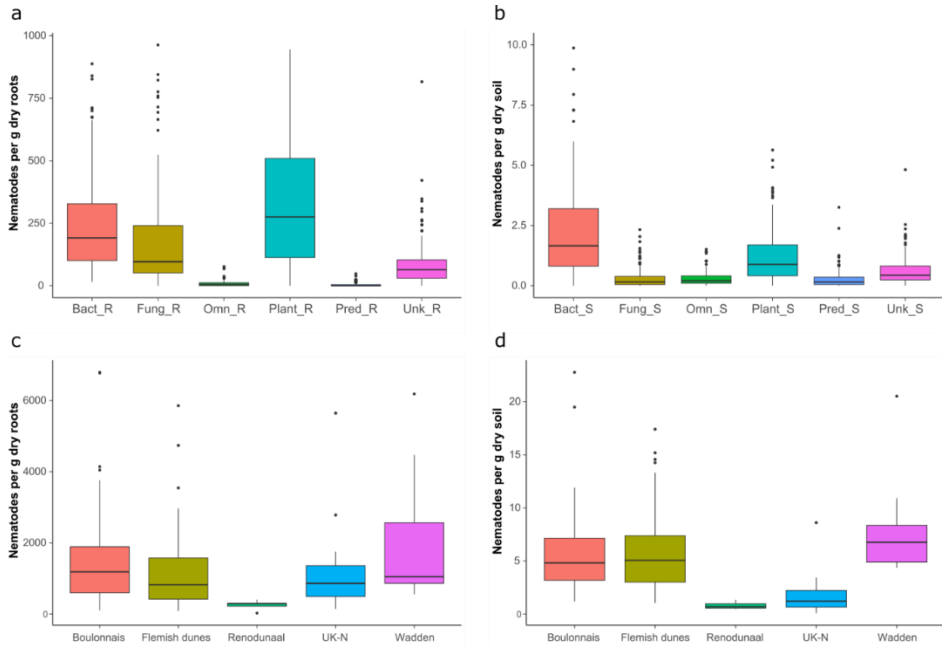 a
Nematodes per g dry roots
1000
750
500
250
0
Bact_R Fung_R Omn_R Plant_R Pred_R Unk_R
b
Nematodes per g dry soil
10.0
7.5
5.0
2.5
0.0
Bact_S Fung_S Omn_S Plant_S Pred_S Unk_S
c
Nematodes per g dry roots
6000
4000
2000
0
Boulonnais Flemish dunes Renodunaal UK-N Wadden
d
Nematodes per g dry soil
20
15
10
5
0
Boulonnais Flemish dunes Renodunaal UK-N Wadden